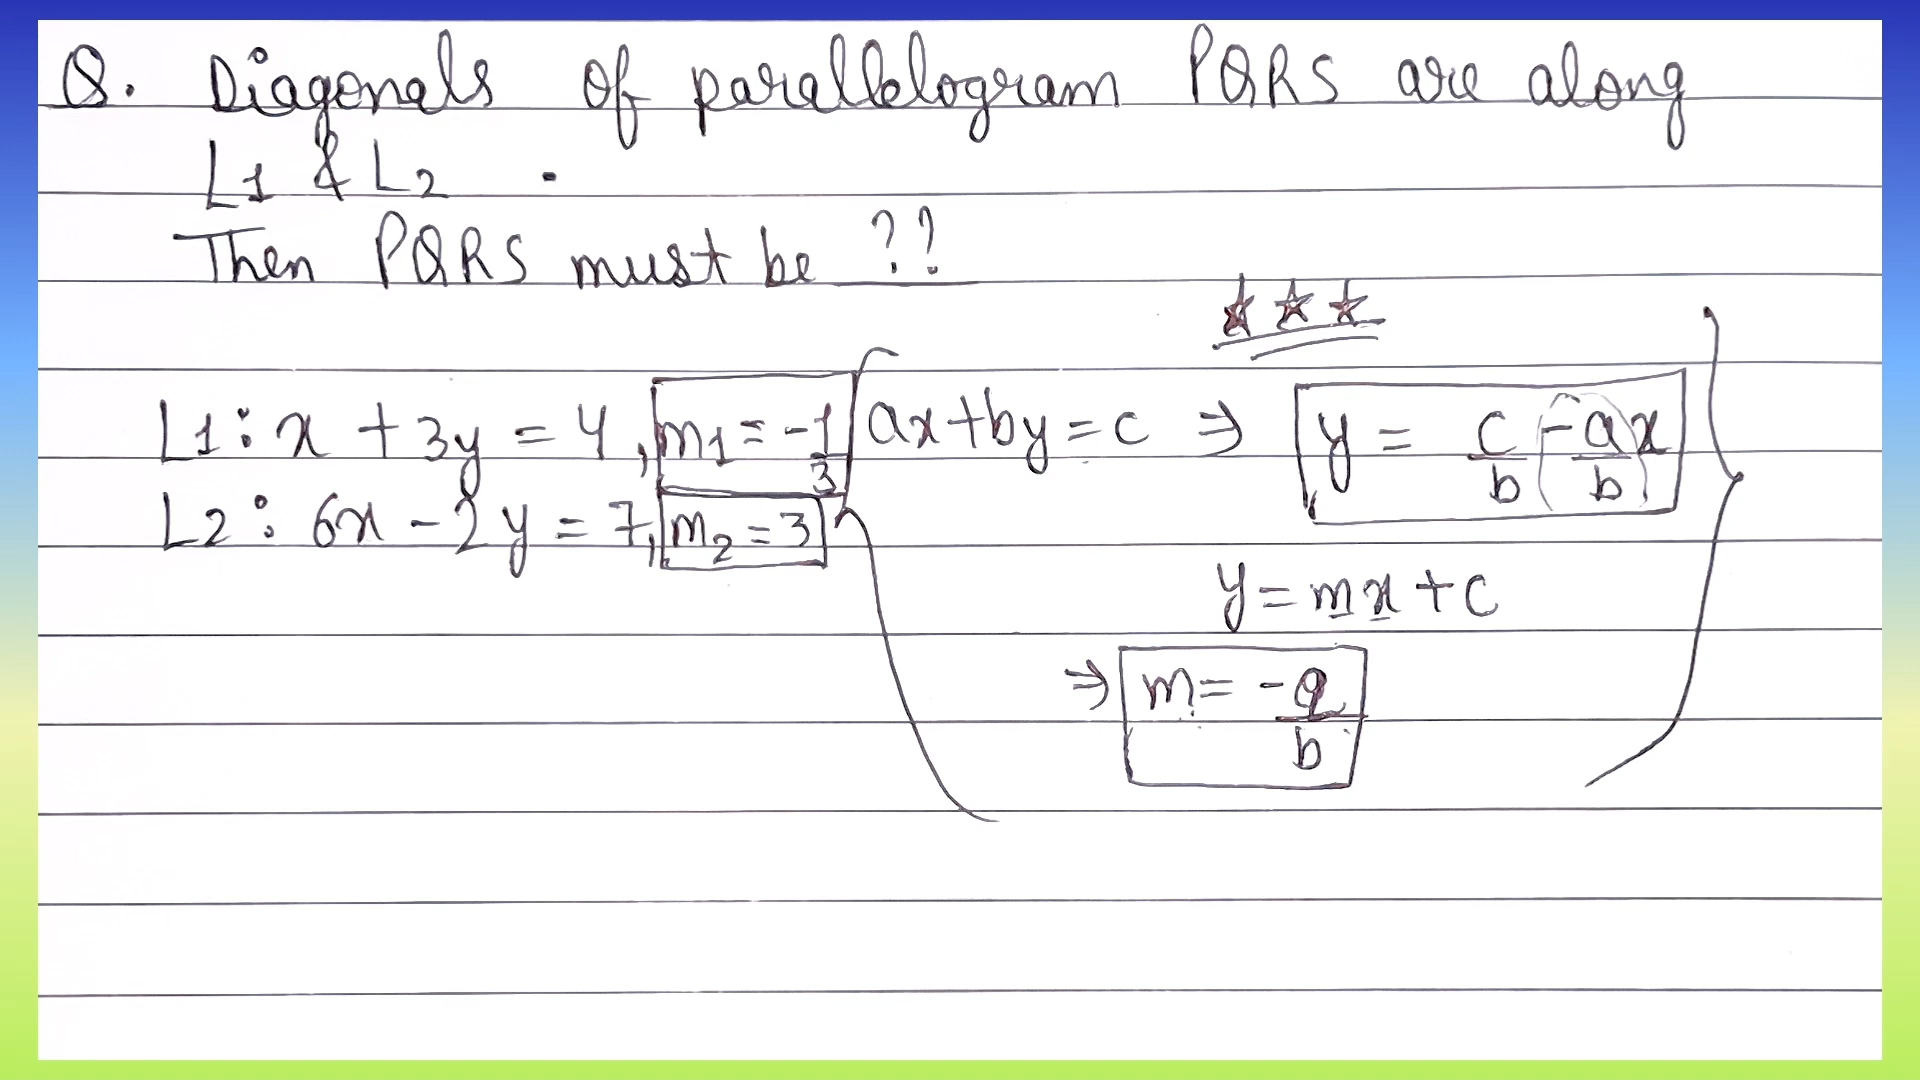 Q. Diagonals of parallelogram PQRS are along
L1 & L2 .
Then PQRS must be ??
L1: x + 3y = 4, m1 = -1/3
L2: 6x - 2y = 7, m2 = 3
ax+by=c ⇒ y = c/b - a/b x
y = mx + c
⇒ m = -a/b